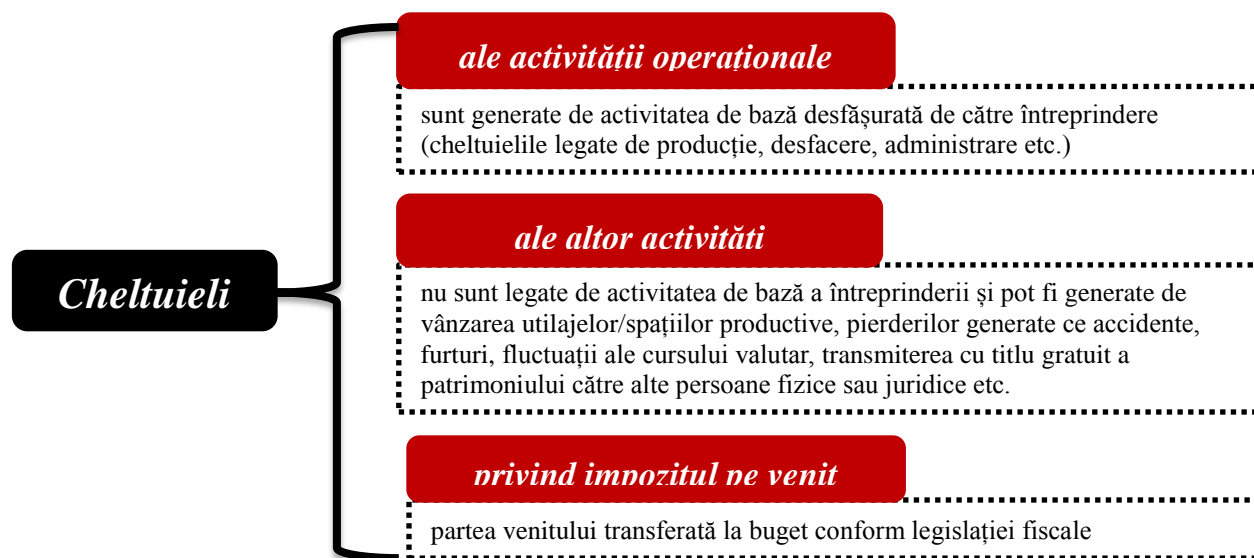 ale activității operaționale
sunt generate de activitatea de bază desfășurată de către întreprindere
(cheltuielile legate de producție, desfacere, administrare etc.)
ale altor activităti
Cheltuieli
nu sunt legate de activitatea de bază a întreprinderii și pot fi generate de
vânzarea utilajelor/spațiilor productive, pierderilor generate ce accidente,
furturi, fluctuații ale cursului valutar, transmiterea cu titlu gratuit a
patrimoniului către alte persoane fizice sau juridice etc.
privind impozitul pe venit
partea venitului transferată la buget conform legislației fiscale